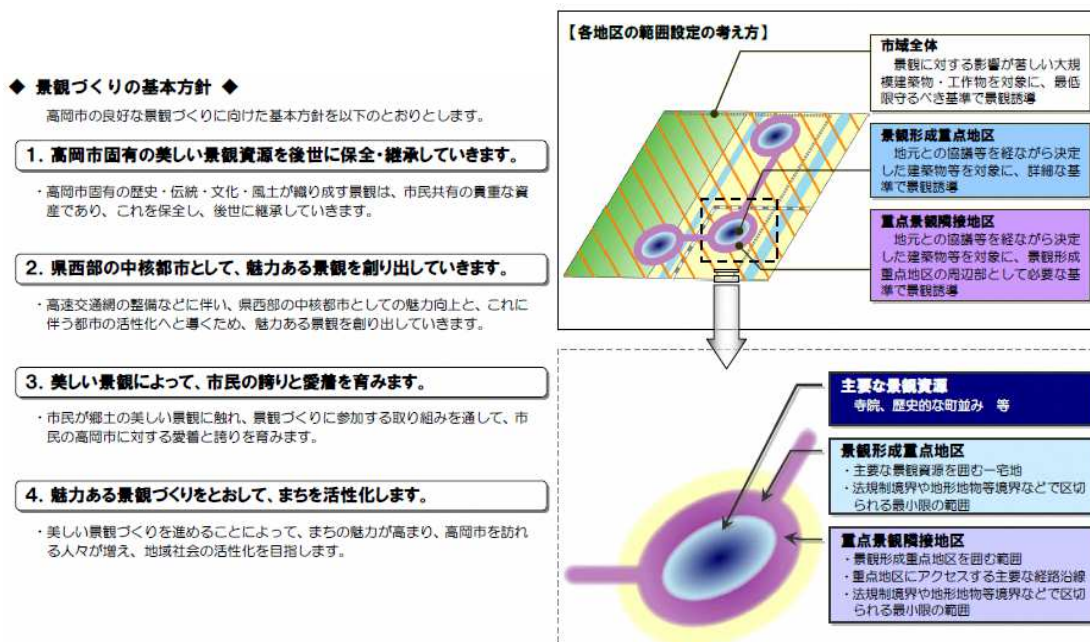 ◆ 景観づくりの基本方針 ◆
高岡市の良好な景観づくりに向けた基本方針を以下のとおりとします。
1. 高岡市固有の美しい景観資源を後世に保全・継承していきます。
・高岡市固有の歴史・伝統・文化・風土が織り成す景観は、市民共有の貴重な資
産であり、これを保全し、後世に継承していきます。
2. 県西部の中核都市として、魅力ある景観を創り出していきます。
・高速交通網の整備などに伴い、県西部の中核都市としての魅力向上と、これに
伴う都市の活性化へと導くため、魅力ある景観を創り出していきます。
3. 美しい景観によって、市民の誇りと愛着を育みます。
・市民が郷土の美しい景観に触れ、景観づくりに参加する取り組みを通して、市
民の高岡市に対する愛着と誇りを育みます。
4. 魅力ある景観づくりをとおして、まちを活性化します。
・美しい景観づくりを進めることによって、まちの魅力が高まり、高岡市を訪れ
る人々が増え、地域社会の活性化を目指します。
【各地区の範囲設定の考え方】
市域全体
景観に対する影響が著しい大規
模建築物・工作物を対象に、最低
限守るべき基準で景観誘導
景観形成重点地区
地元との協議等を経ながら決定
した建築物等を対象に、詳細な基
準で景観誘導
重点景観隣接地区
地元との協議等を経ながら決定
した建築物等を対象に、景観形成
重点地区の周辺部として必要な基
準で景観誘導
主要な景観資源
寺院、歴史的な町並み 等
景観形成重点地区
・主要な景観資源を囲む一宅地
・法規制境界や地形地物等境界などで区切
られる最小限の範囲
重点景観隣接地区
・景観形成重点地区を囲む範囲
・重点地区にアクセスする主要な経路沿線
・法規制境界や地形地物等境界などで区切
られる最小限の範囲